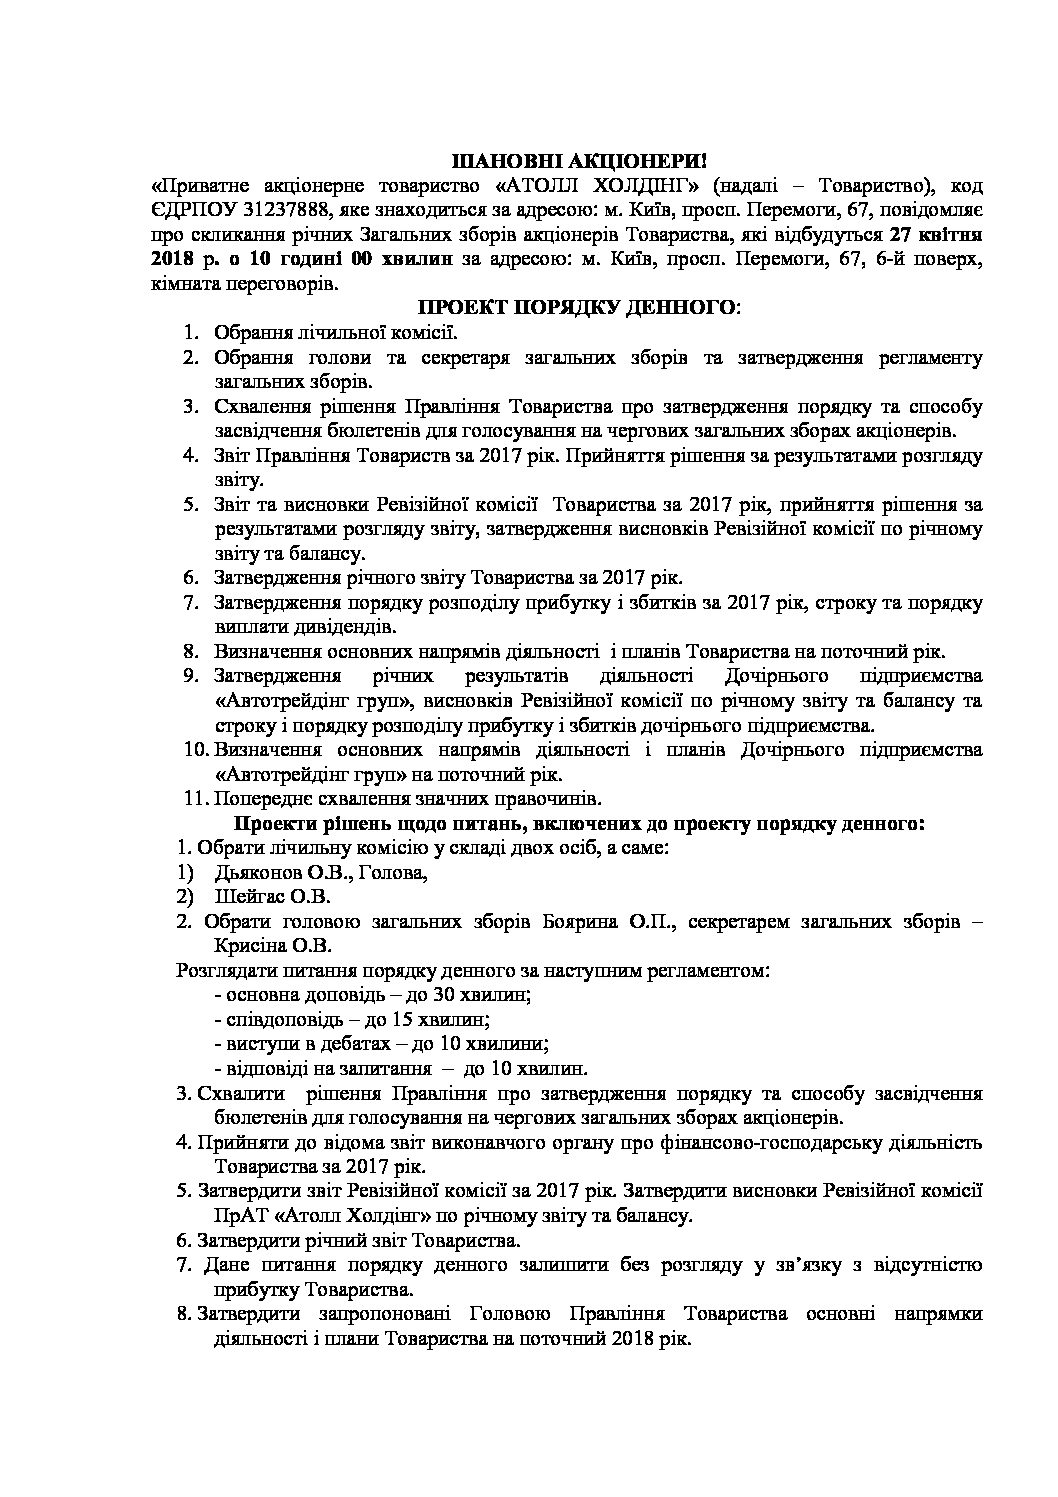 ШАНОВНІ АКЦІОНЕРИ!
«Приватне акціонерне товариство «АТОЛЛ ХОЛДІНГ» (надалі – Товариство), код
ЄДРПОУ 31237888, яке знаходиться за адресою: м. Київ, просп. Перемоги, 67, повідомляє
про скликання річних Загальних зборів акціонерів Товариства, які відбудуться 27 квітня
2018 р. о 10 годині 00 хвилин за адресою: м. Київ, просп. Перемоги, 67, 6-й поверх,
кімната переговорів.
ПРОЕКТ ПОРЯДКУ ДЕННОГО:
1. Обрання лічильної комісії.
2. Обрання голови та секретаря загальних зборів та затвердження регламенту
загальних зборів.
3. Схвалення рішення Правління Товариства про затвердження порядку та способу
засвідчення бюлетенів для голосування на чергових загальних зборах акціонерів.
4. Звіт Правління Товариств за 2017 рік. Прийняття рішення за результатами розгляду
звіту.
5. Звіт та висновки Ревізійної комісії Товариства за 2017 рік, прийняття рішення за
результатами розгляду звіту, затвердження висновків Ревізійної комісії по річному
звіту та балансу.
6. Затвердження річного звіту Товариства за 2017 рік.
7. Затвердження порядку розподілу прибутку і збитків за 2017 рік, строку та порядку
виплати дивідендів.
8. Визначення основних напрямів діяльності і планів Товариства на поточний рік.
9. Затвердження річних результатів діяльності Дочірнього підприємства
«Автотрейдінг груп», висновків Ревізійної комісії по річному звіту та балансу та
строку і порядку розподілу прибутку і збитків дочірнього підприємства.
10. Визначення основних напрямів діяльності і планів Дочірнього підприємства
«Автотрейдінг груп» на поточний рік.
11. Попереднє схвалення значних правочинів.
Проекти рішень щодо питань, включених до проекту порядку денного:
1. Обрати лічильну комісію у складі двох осіб, а саме:
1) Дьяконов О.В., Голова,
2) Шейгас О.В.
2. Обрати головою загальних зборів Боярина О.П., секретарем загальних зборів –
Крисіна О.В.
Розглядати питання порядку денного за наступним регламентом:
- основна доповідь – до 30 хвилин;
- співдоповідь – до 15 хвилин;
- виступи в дебатах – до 10 хвилини;
- відповіді на запитання – до 10 хвилин.
3. Схвалити рішення Правління про затвердження порядку та способу засвідчення
бюлетенів для голосування на чергових загальних зборах акціонерів.
4. Прийняти до відома звіт виконавчого органу про фінансово-господарську діяльність
Товариства за 2017 рік.
5. Затвердити звіт Ревізійної комісії за 2017 рік. Затвердити висновки Ревізійної комісії
ПрАТ «Атолл Холдінг» по річному звіту та балансу.
6. Затвердити річний звіт Товариства.
7. Дане питання порядку денного залишити без розгляду у зв’язку з відсутністю
прибутку Товариства.
8. Затвердити запропоновані Головою Правління Товариства основні напрямки
діяльності і плани Товариства на поточний 2018 рік.